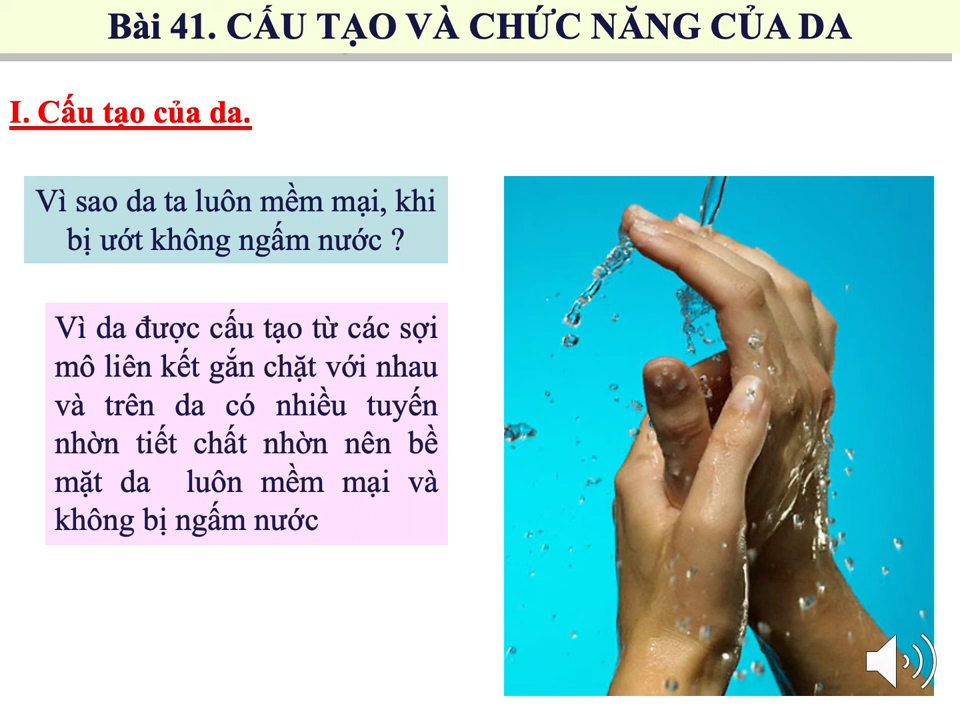 Bài 41. CẤU TẠO VÀ CHỨC NĂNG CỦA DA
I. Cấu tạo của da.
Vì sao da ta luôn mềm mại, khi
bị ướt không ngấm nước ?
Vì da được cấu tạo từ các sợi
mô liên kết gắn chặt với nhau
và trên da có nhiều tuyến
nhờn tiết chất nhờn nên bề
mặt da luôn mềm mại và
không bị ngấm nước